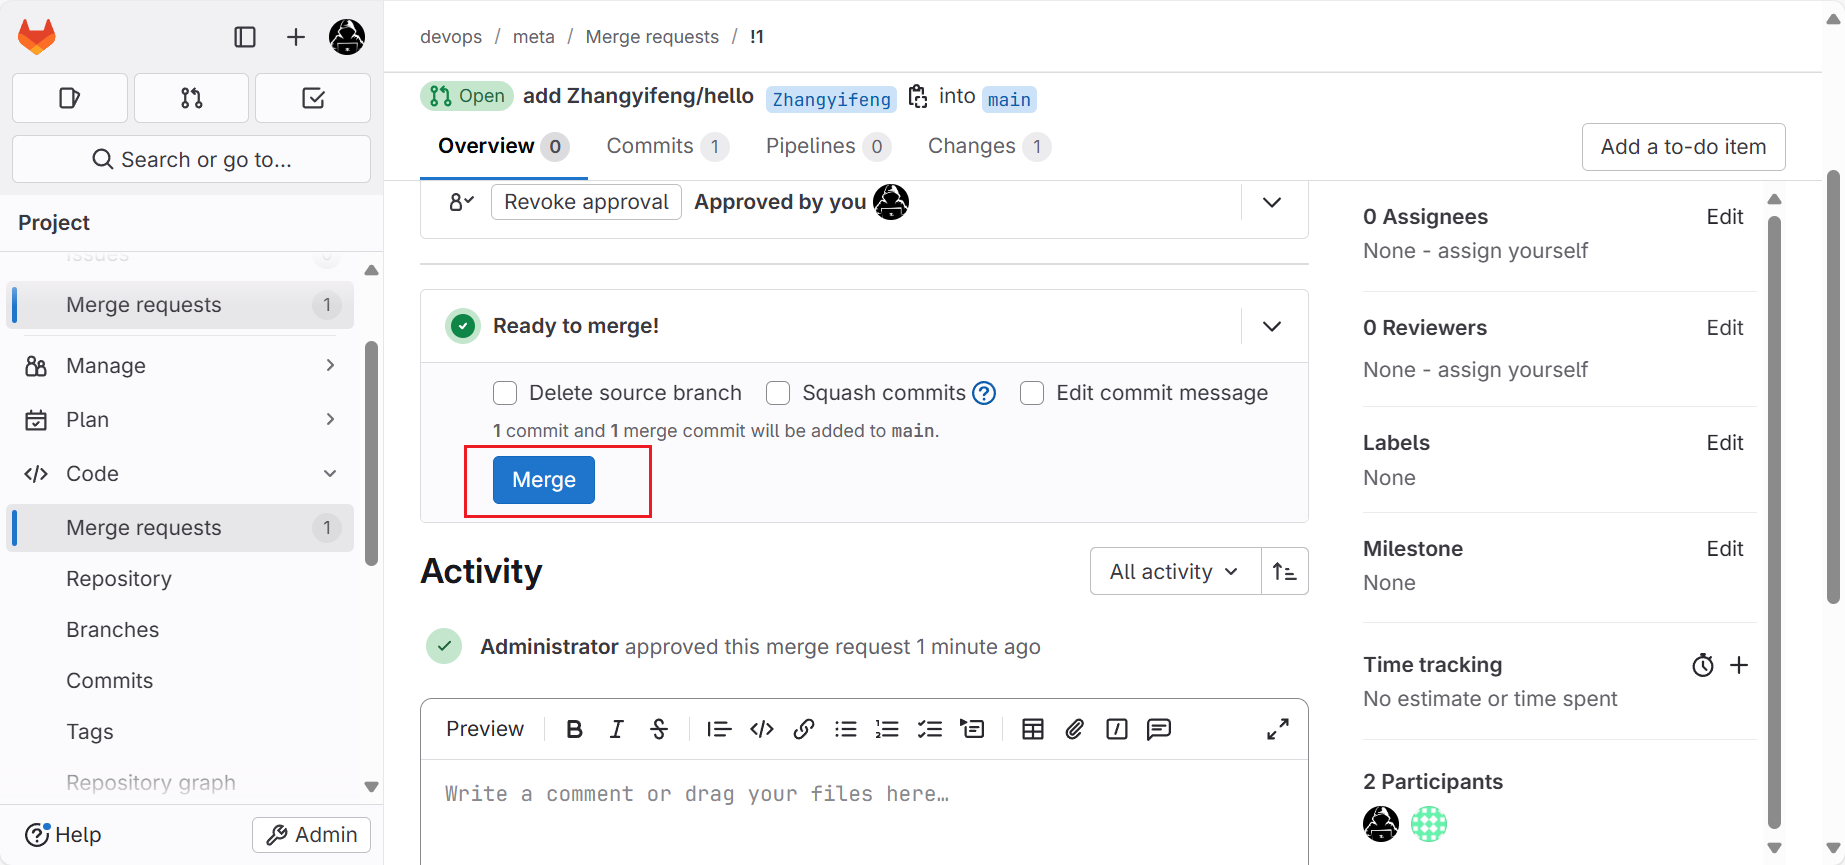 devops / meta / Merge requests / !1
Open add Zhangyifeng/hello Zhangyifeng into main
Overview 0 Commits 1 Pipelines 0 Changes 1
Add a to-do item
Search or go to...
Project
Issues
Merge requests 1
Manage
Plan
Code
Merge requests 1
Repository
Branches
Commits
Tags
Repository graph
Help
Admin
Revoke approval Approved by you
Ready to merge!
Delete source branch Squash commits Edit commit message
1 commit and 1 merge commit will be added to main.
Merge
Activity
All activity
Administrator approved this merge request 1 minute ago
Preview
Write a comment or drag your files here…
0 Assignees Edit
None - assign yourself
0 Reviewers Edit
None - assign yourself
Labels Edit
None
Milestone Edit
None
Time tracking
No estimate or time spent
2 Participants